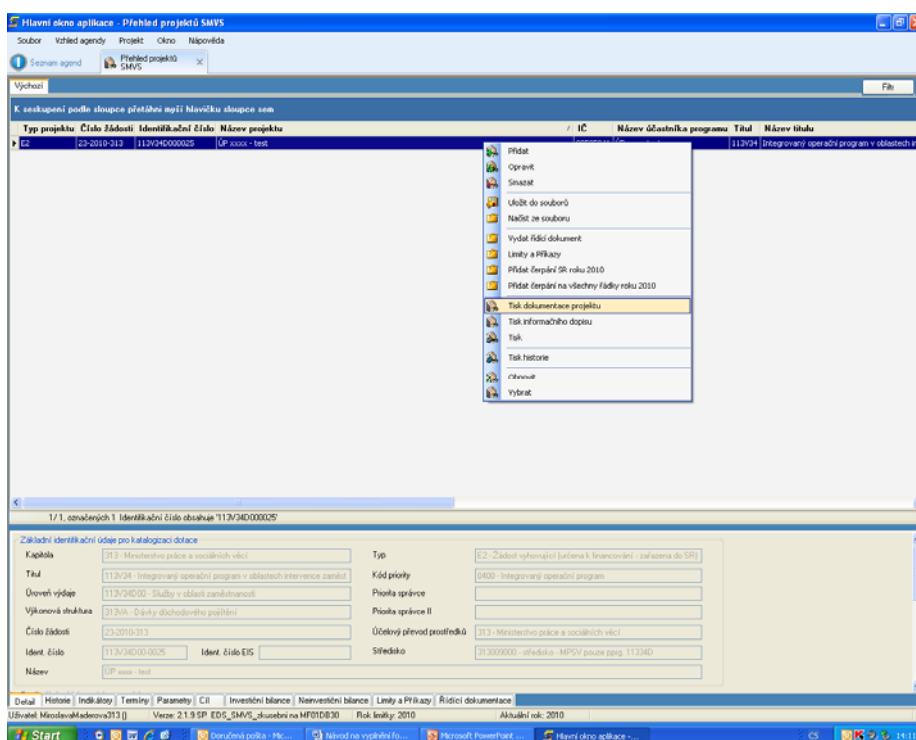 Hlavní okno aplikace - Přehled projektů SMVS
Soubor Vzhled agendy Projekt Okno Nápověda
Seznam agend Přehled projektů SMVS
Výchozí Filtr
K seskupení podle sloupce přetáhni myší hlavičku sloupce sem
Typ projektu Číslo žádosti Identifikační číslo Název projektu / IČ Název účastníka programu Titul Název titulu
E2 23-2010-313 113V34D000025 ÚP xxxx - test 113V34 Integrovaný operační program v oblastech in
Přidat
Opravit
Smazat
Uložit do souborů
Načíst ze souboru
Vydat řídící dokument
Limity a Příkazy
Přidat čerpání SR roku 2010
Přidat čerpání na všechny řádky roku 2010
Tisk dokumentace projektu
Tisk informačního dopisu
Tisk
Tisk historie
Obnovit
Vybrat
1/1, označených 1 Identifikační číslo obsahuje '113V34D000025'
Základní identifikační údaje pro katalogizaci dotace
Kapitola 313 - Ministerstvo práce a sociálních věcí Typ E2 - Žádost vyhovující (určena k financování - zařazena do SR)
Titul 113V34 - Integrovaný operační program v oblastech intervence zaměst Kód priority 0400 - Integrovaný operační program
Úroveň výdaje 113V34D00 - Služby v oblasti zaměstnanosti Priorita správce
Výkonová struktura 313VA - Dávky důchodového pojištění Priorita správce II
Číslo žádosti 23-2010-313 Účelový převod prostředků 313 - Ministerstvo práce a sociálních věcí
Ident. číslo 113V34D00-0025 Ident. číslo EIS Středisko 313009000 - středisko - MPSV pouze ppig. 11334D
Název ÚP xxxx - test
Detail Historie Indikátory Termíny Parametry Cíl Investiční bilance Neinvestiční bilance Limity a Příkazy Řídící dokumentace
Uživatel: MiroslavaMaderova313 () Verze: 2.1.9 SP EDS_SMVS_zkusebni na MF01DB30 Rok limitky: 2010 Aktuální rok: 2010
Start Doručená pošta - Mic... Návod na vyplnění fo... Microsoft PowerPoint ... Hlavní okno aplikace -... CS 14:11